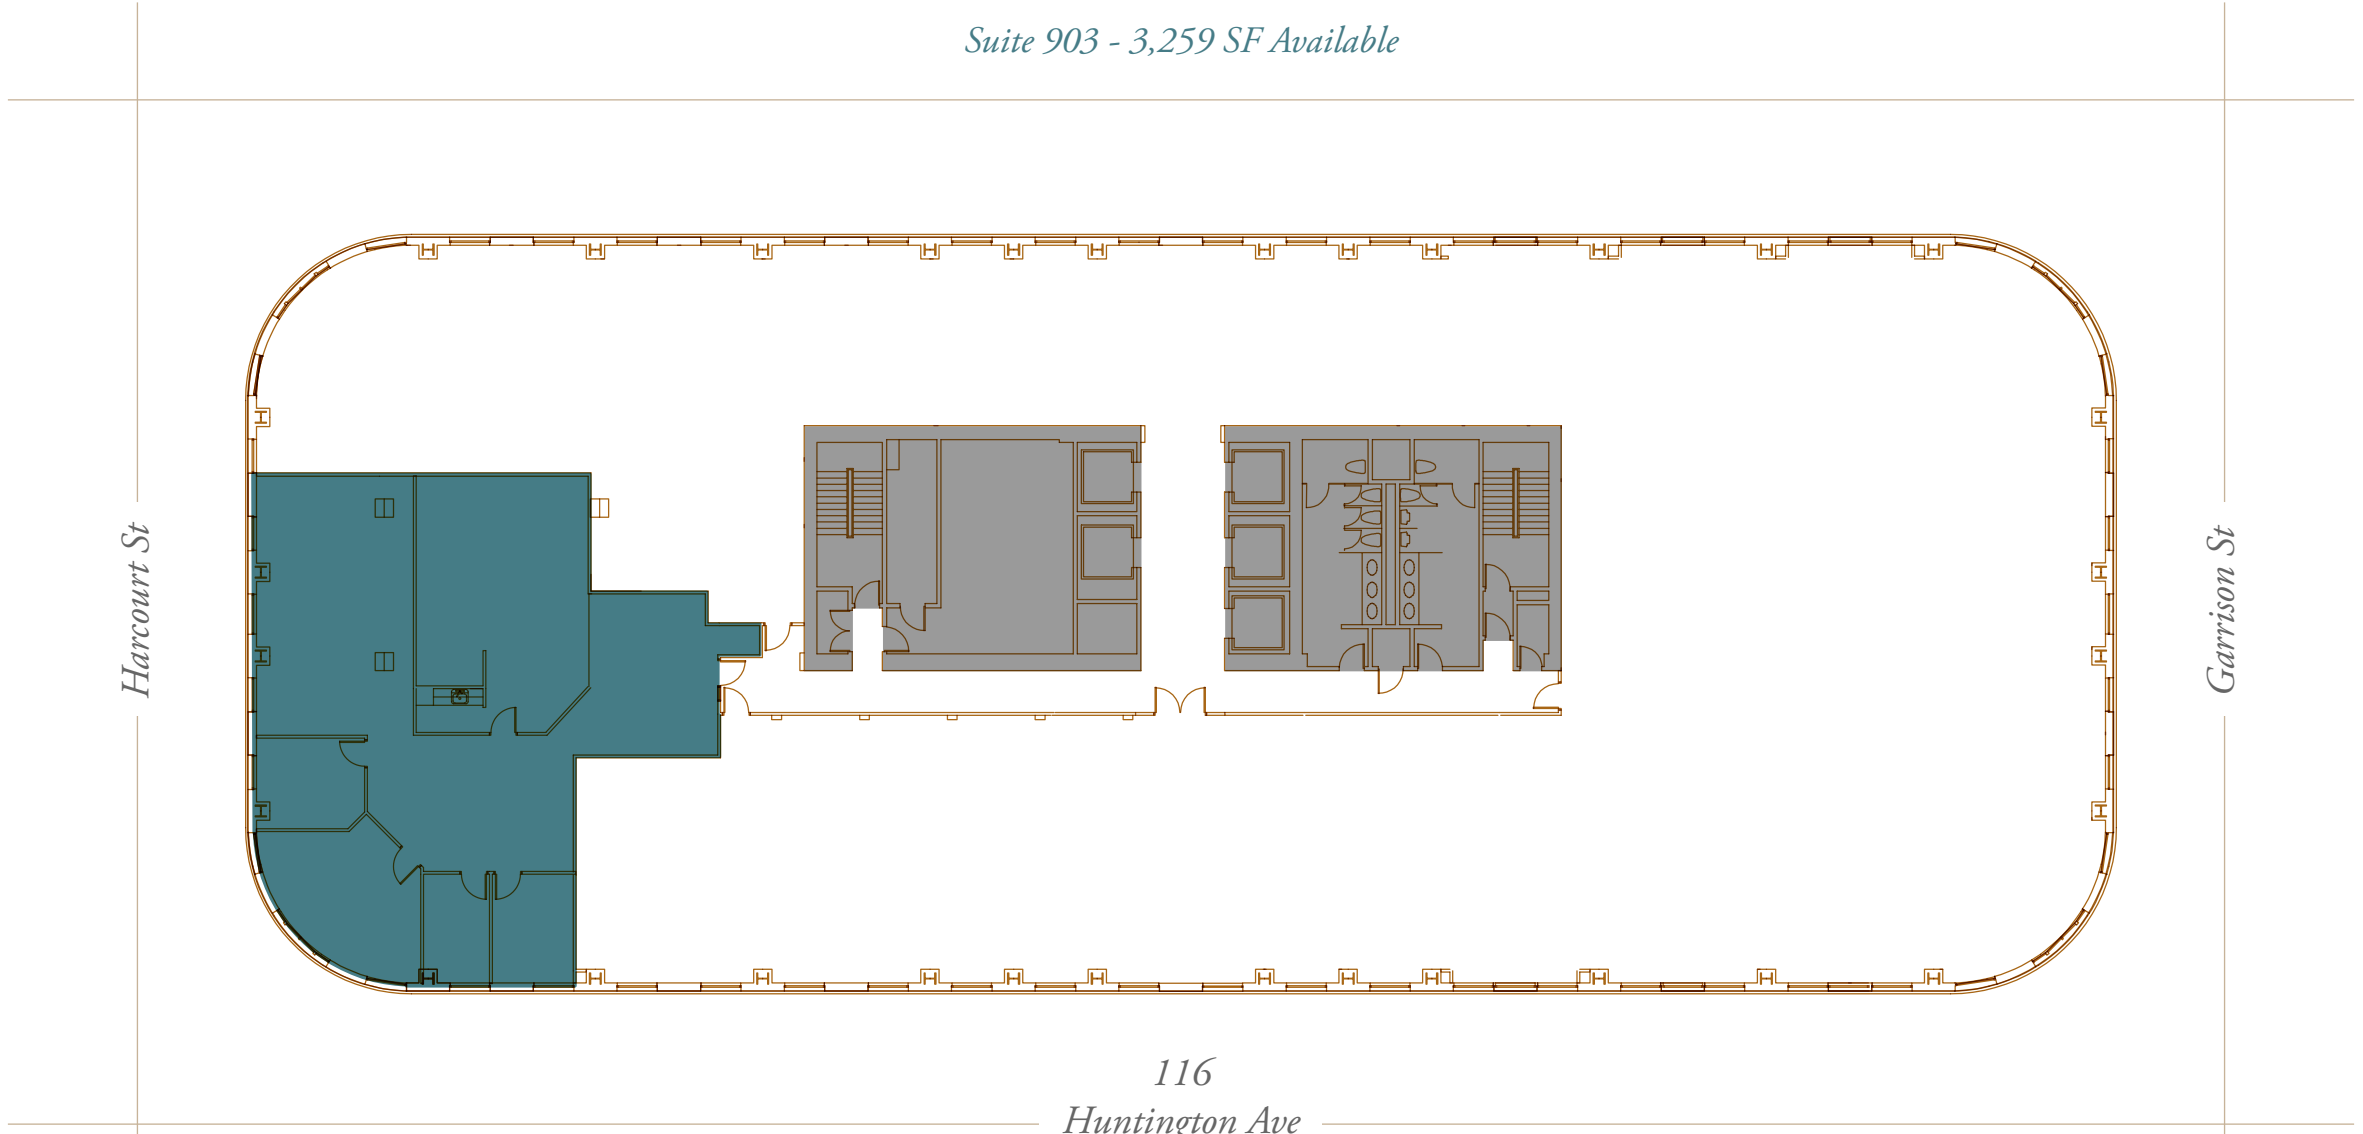 Suite 903 - 3,259 SF Available
Harcourt St
Garrison St
116
Huntington Ave